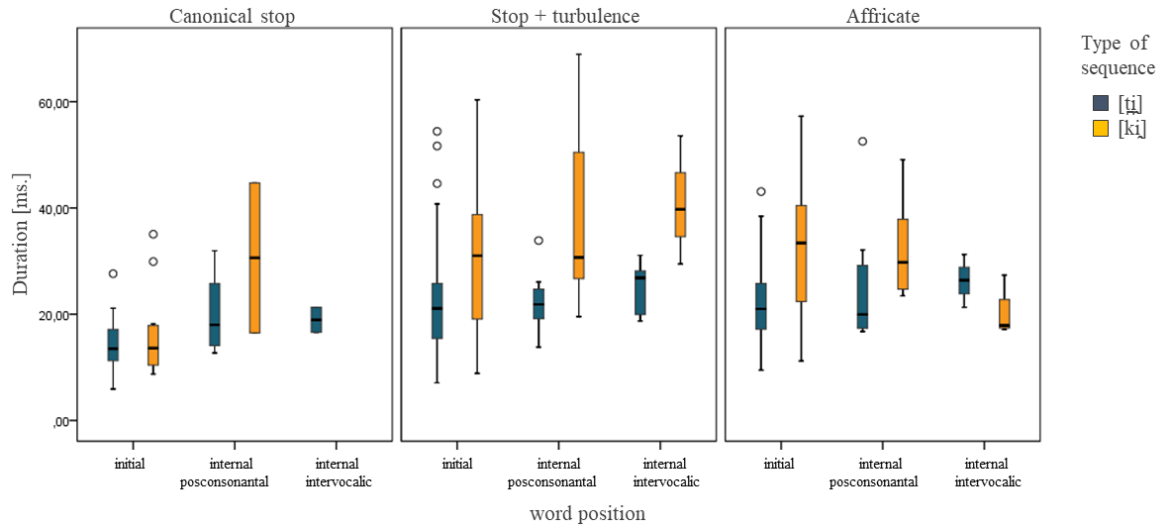 Canonical stop
Stop + turbulence
Affricate
Type of
sequence
[ti̯]
[ki̯]
Duration [ms.]
60,00
40,00
20,00
,00
initial
internal
posconsonantal
internal
intervocalic
initial
internal
posconsonantal
internal
intervocalic
initial
internal
posconsonantal
internal
intervocalic
word position